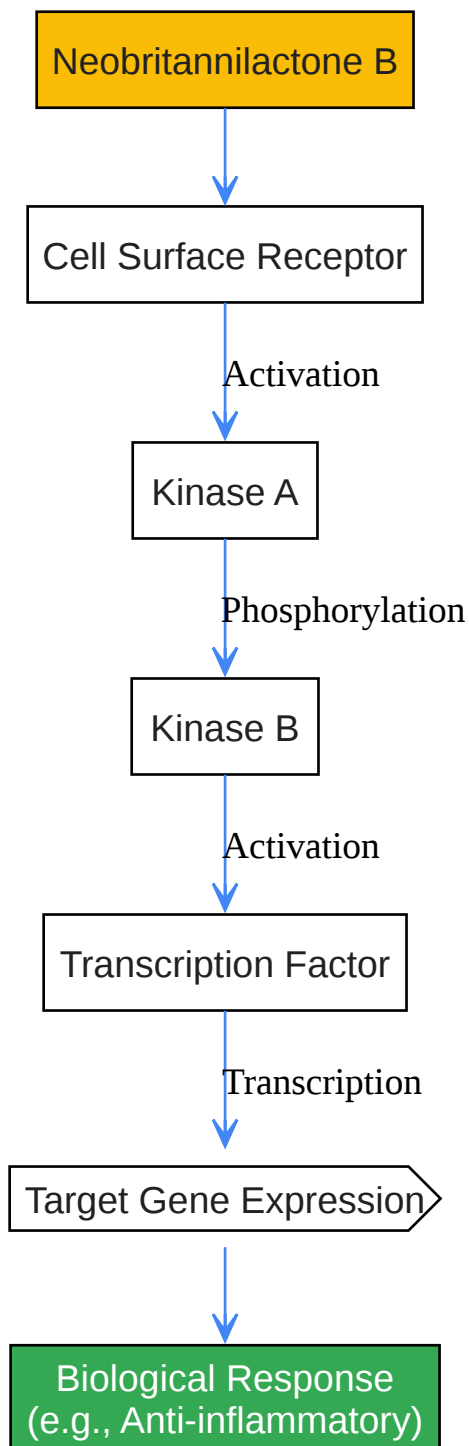 Neobritannilactone B
Cell Surface Receptor
Activation
Kinase A
Phosphorylation
Kinase B
Activation
Transcription Factor
Transcription
Target Gene Expression
Biological Response
(e.g., Anti-inflammatory)